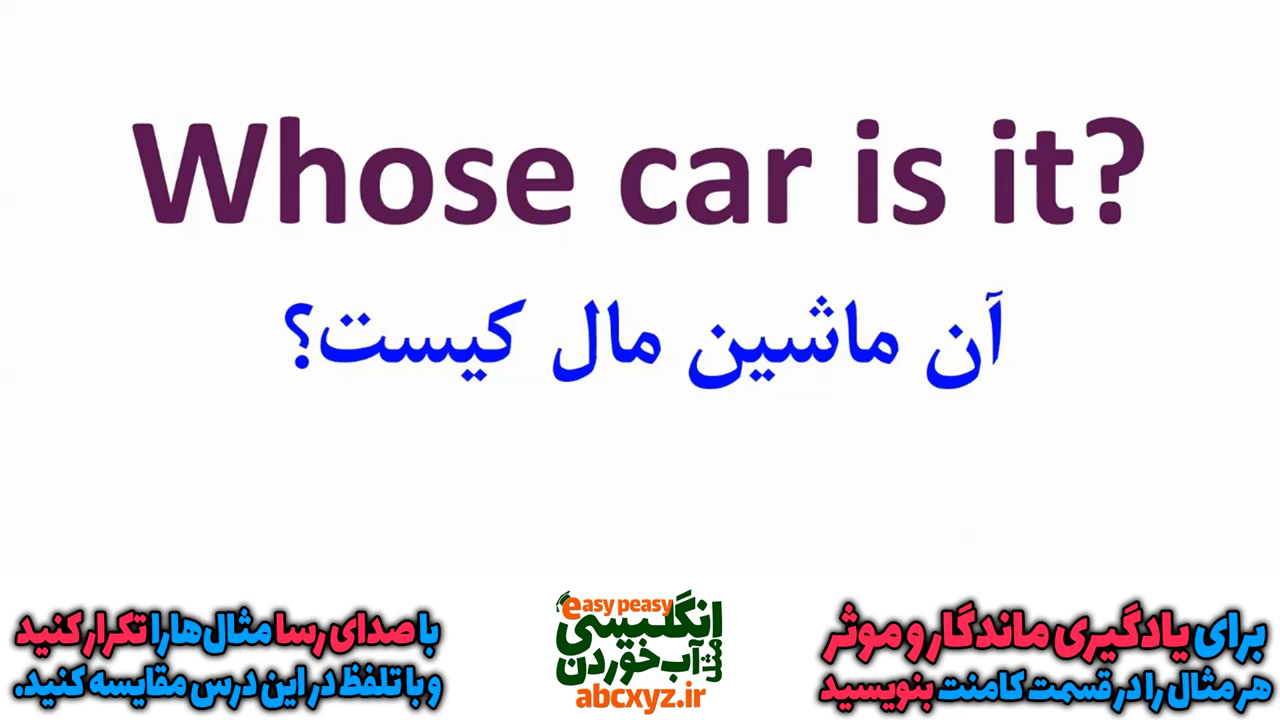 Whose car is it?
آن ماشین مال کیست؟
برای یادگیری ماندگار و موثر
هر مثال را در قسمت کامنت بنویسید
easy peasy
انگلیسی
مثل آب خوردن
abcxyz.ir
با صدای رسا مثال‌ها را تکرار کنید
و با تلفظ در این درس مقایسه کنید.